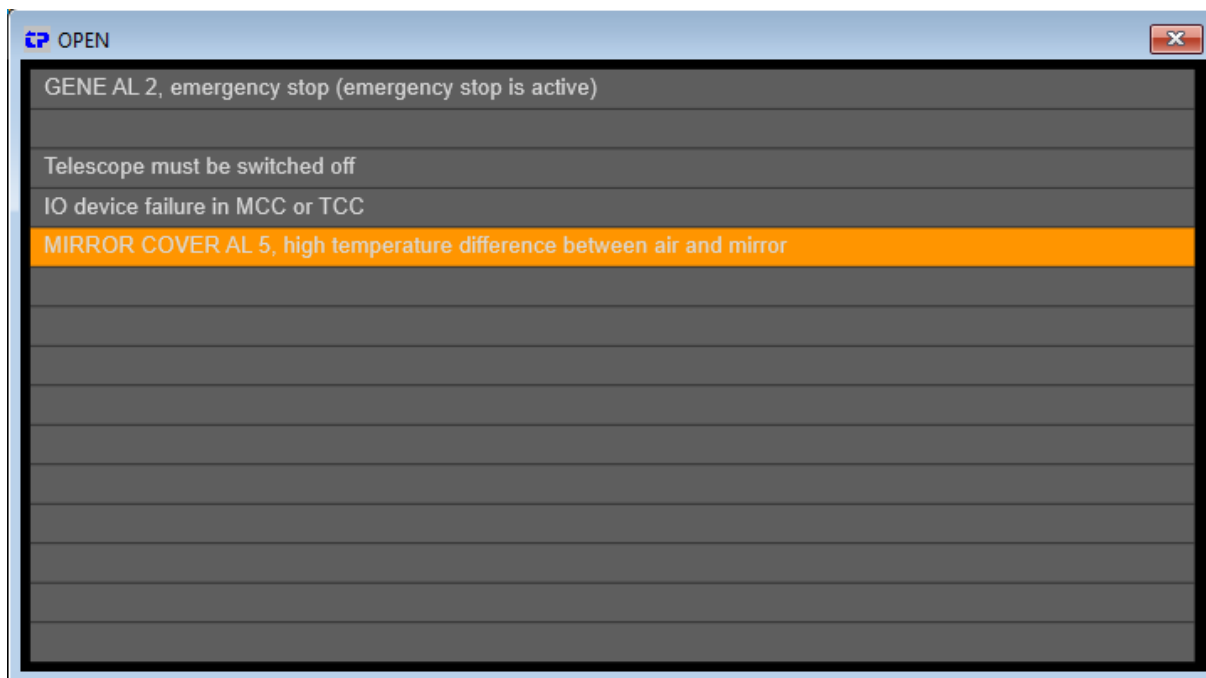 tP OPEN
GENE AL 2, emergency stop (emergency stop is active)
Telescope must be switched off
IO device failure in MCC or TCC
MIRROR COVER AL 5, high temperature difference between air and mirror